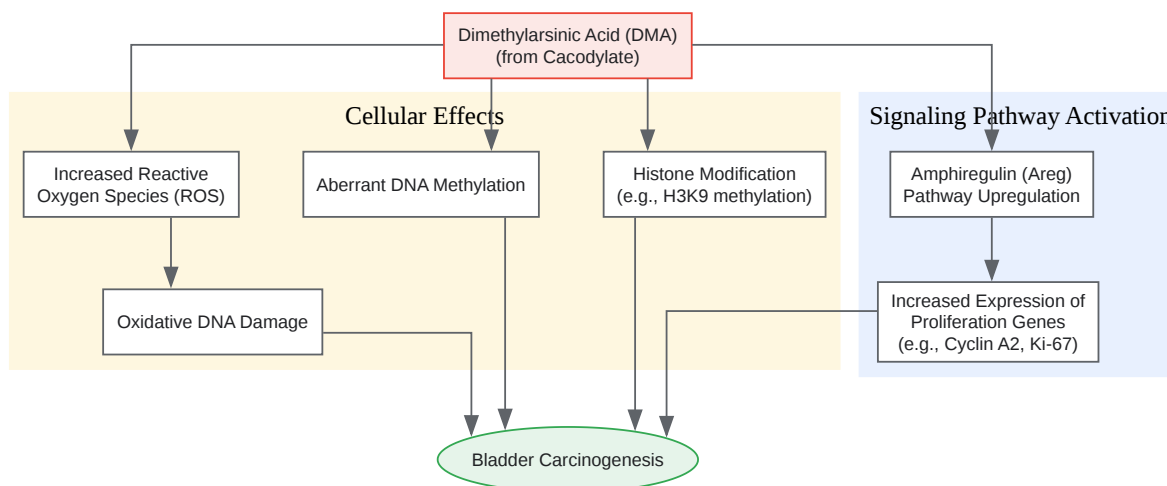 Dimethylarsinic Acid (DMA)
(from Cacodylate)
Cellular Effects
Signaling Pathway Activation
Increased Reactive
Oxygen Species (ROS)
Aberrant DNA Methylation
Histone Modification
(e.g., H3K9 methylation)
Amphiregulin (Areg)
Pathway Upregulation
Oxidative DNA Damage
Increased Expression of
Proliferation Genes
(e.g., Cyclin A2, Ki-67)
Bladder Carcinogenesis